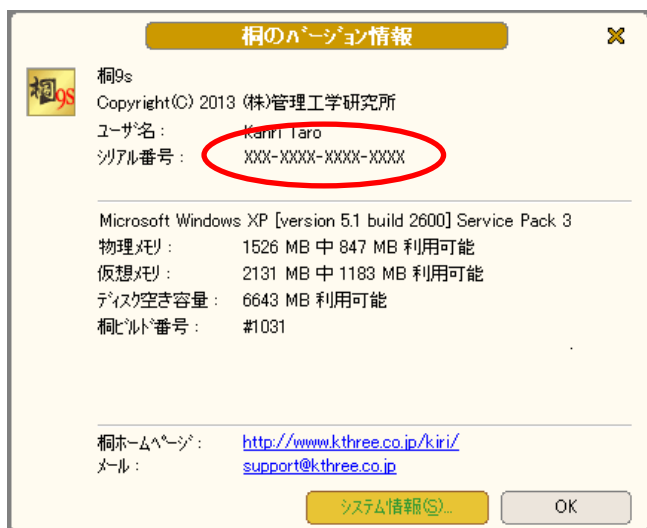 桐のバージョン情報
桐9s
桐9s
Copyright(C) 2013 (株)管理工学研究所
ユーザ名: Kanri Taro
シリアル番号: XXX-XXXX-XXXX-XXXX
Microsoft Windows XP [version 5.1 build 2600] Service Pack 3
物理メモリ: 1526 MB 中 847 MB 利用可能
仮想メモリ: 2131 MB 中 1183 MB 利用可能
ディスク空き容量: 6643 MB 利用可能
桐ビルド番号: #1031
桐ホームページ: http://www.kthree.co.jp/kiri/
メール: support@kthree.co.jp
システム情報(S)...
OK